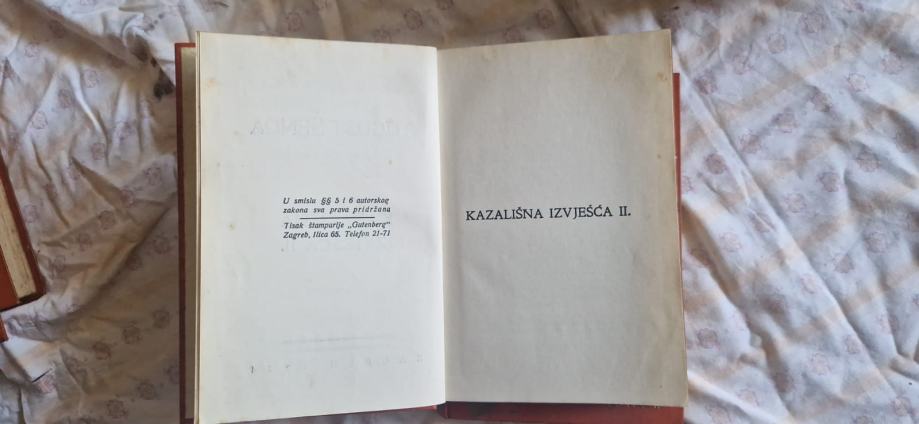 U smislu §§ 5 i 6 autorskog
zakona sva prava pridržana
Tisak štamparije „Gutenberg“
Zagreb, Ilica 65. Telefon 21-71
KAZALIŠNA IZVJEŠĆA II.